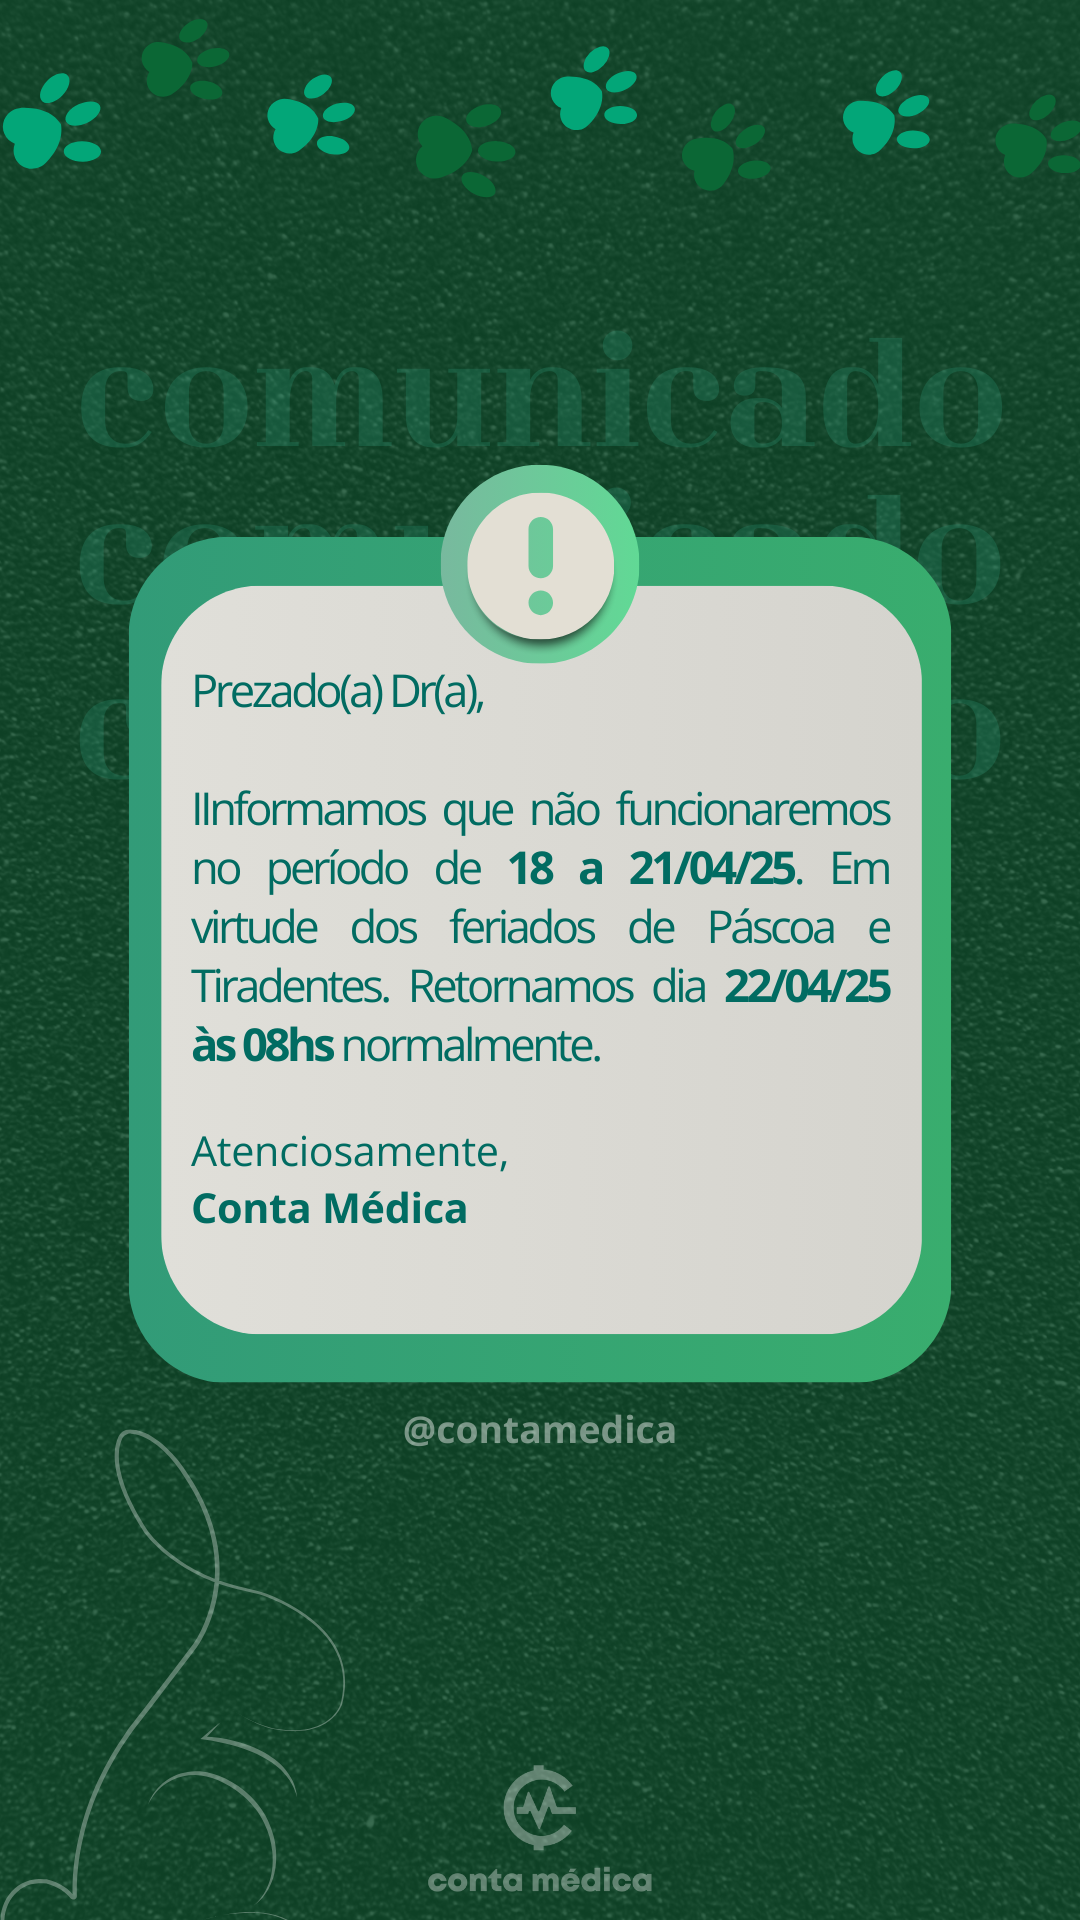 comunicado
Prezado(a) Dr(a),
IInformamos que não funcionaremos
no período de 18 a 21/04/25. Em
virtude dos feriados de Páscoa e
Tiradentes. Retornamos dia 22/04/25
às 08hs normalmente.
Atenciosamente,
Conta Médica
@contamedica
conta médica